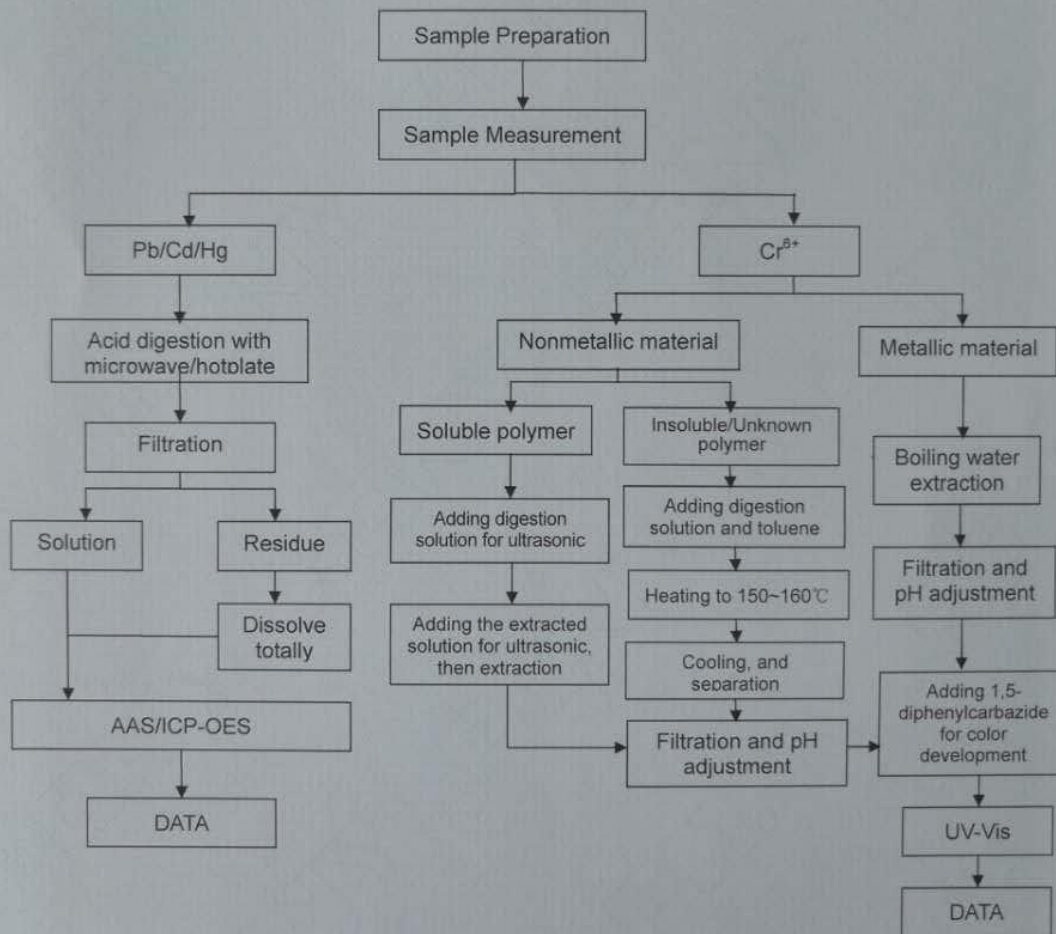 Sample Preparation
Sample Measurement
Pb/Cd/Hg
Acid digestion with
microwave/hotplate
Filtration
Solution
Residue
Dissolve
totally
AAS/ICP-OES
DATA
Cr⁶⁺
Nonmetallic material
Metallic material
Soluble polymer
Adding digestion
solution for ultrasonic
Adding the extracted
solution for ultrasonic,
then extraction
Insoluble/Unknown
polymer
Adding digestion
solution and toluene
Heating to 150~160℃
Cooling, and
separation
Filtration and pH
adjustment
Boiling water
extraction
Filtration and
pH adjustment
Adding 1,5-
diphenylcarbazide
for color
development
UV-Vis
DATA